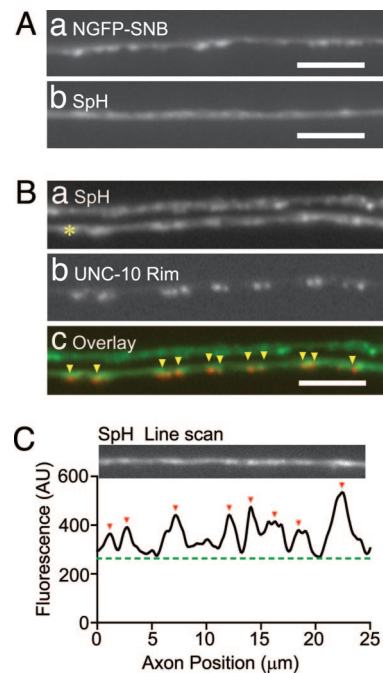 A
a NGFP-SNB
b SpH
B
a SpH
*
b UNC-10 Rim
c Overlay
C
SpH Line scan
600
400
200
0
Fluorescence (AU)
0 5 10 15 20 25
Axon Position (μm)